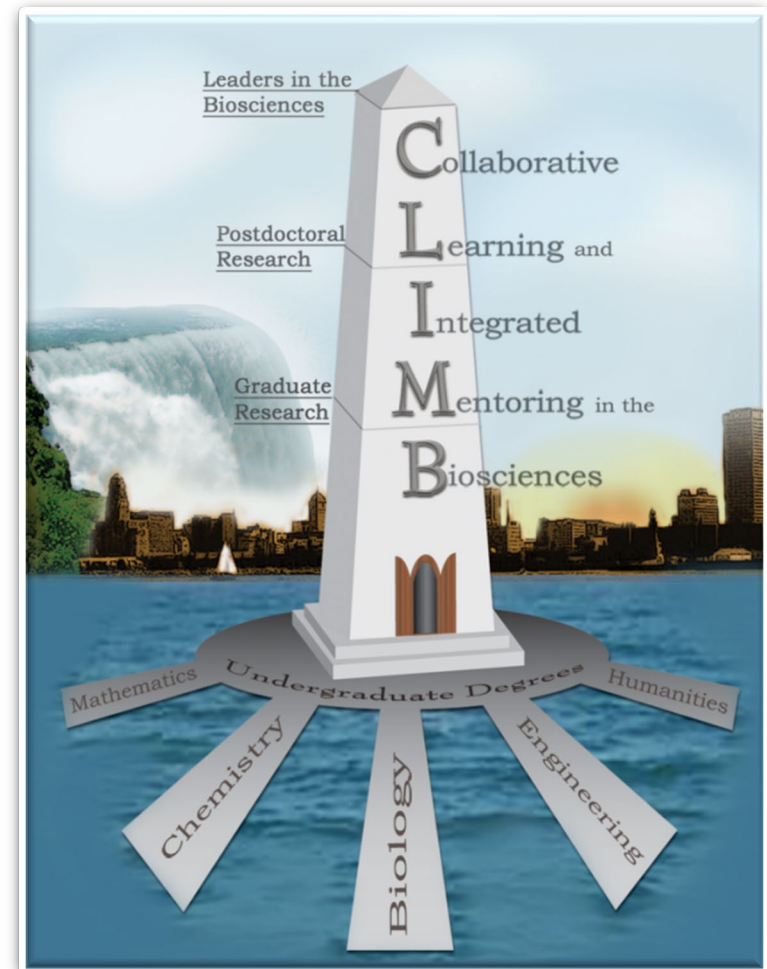 Leaders in the
Biosciences
Collaborative
Postdoctoral
Research
Learning and
Integrated
Graduate
Research
Mentoring in the
Biosciences
Undergraduate Degrees
Mathematics
Chemistry
Biology
Engineering
Humanities